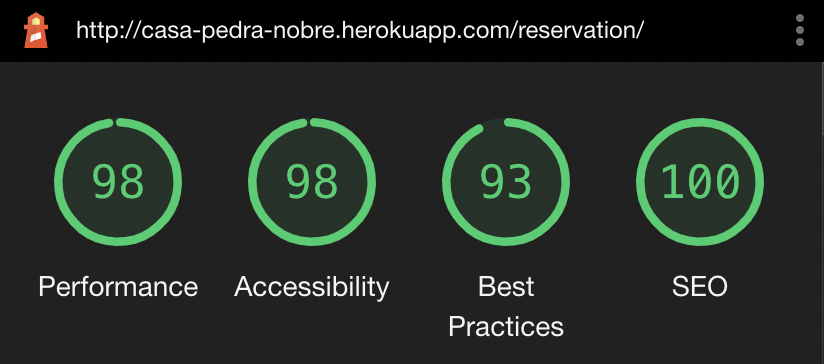 http://casa-pedra-nobre.herokuapp.com/reservation/
98 98 93 100
Performance Accessibility Best Practices SEO